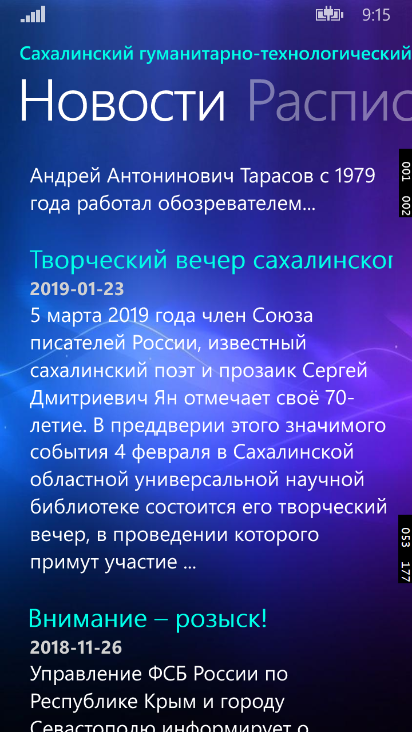 9:15
Сахалинский гуманитарно-технологический
Новости Распис
Андрей Антонинович Тарасов с 1979
года работал обозревателем...
001 002
Творческий вечер сахалинског
2019-01-23
5 марта 2019 года член Союза
писателей России, известный
сахалинский поэт и прозаик Сергей
Дмитриевич Ян отмечает своё 70-
летие. В преддверии этого значимого
события 4 февраля в Сахалинской
областной универсальной научной
библиотеке состоится его творческий
вечер, в проведении которого
примут участие ...
053 177
Внимание – розыск!
2018-11-26
Управление ФСБ России по
Республике Крым и городу
Севастополю информирует о